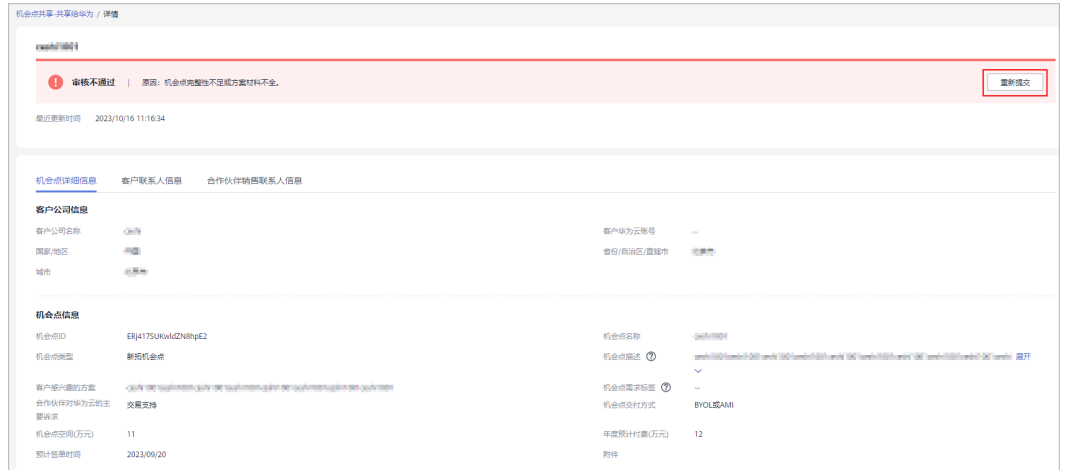 机会点共享-共享给华为 / 详情
审核不通过 | 原因：机会点完整性不足或方案材料不全。 重新提交
最近更新时间 2023/10/16 11:16:34
机会点详细信息 客户联系人信息 合作伙伴销售联系人信息
客户公司信息
客户公司名称 客户华为云账号 --
国家/地区 省份/自治区/直辖市
城市
机会点信息
机会点ID ERj417SUKwldZN8hpE2 机会点名称
机会点类型 新拓机会点 机会点描述 展开
客户感兴趣的方案 机会点需求标签 --
合作伙伴对华为云的主要诉求 交易支持 机会点交付方式 BYOL或AMI
机会点空间(万元) 11 年度预计付费(万元) 12
预计签单时间 2023/09/20 附件